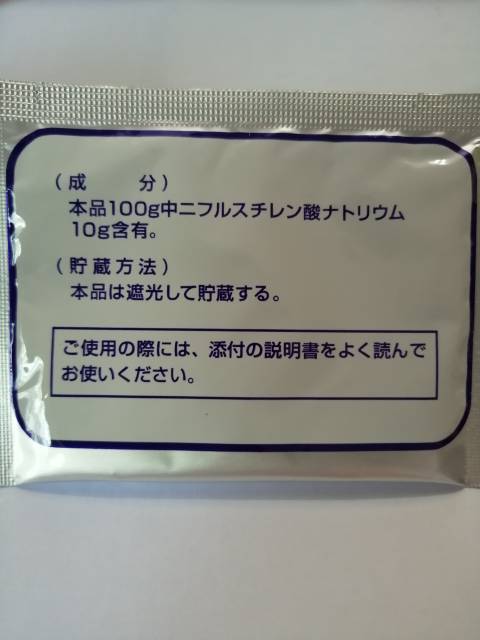 (成　　分)
本品100g中ニフルスチレン酸ナトリウム
10g含有。
(貯蔵方法)
本品は遮光して貯蔵する。
ご使用の際には、添付の説明書をよく読んで
お使いください。